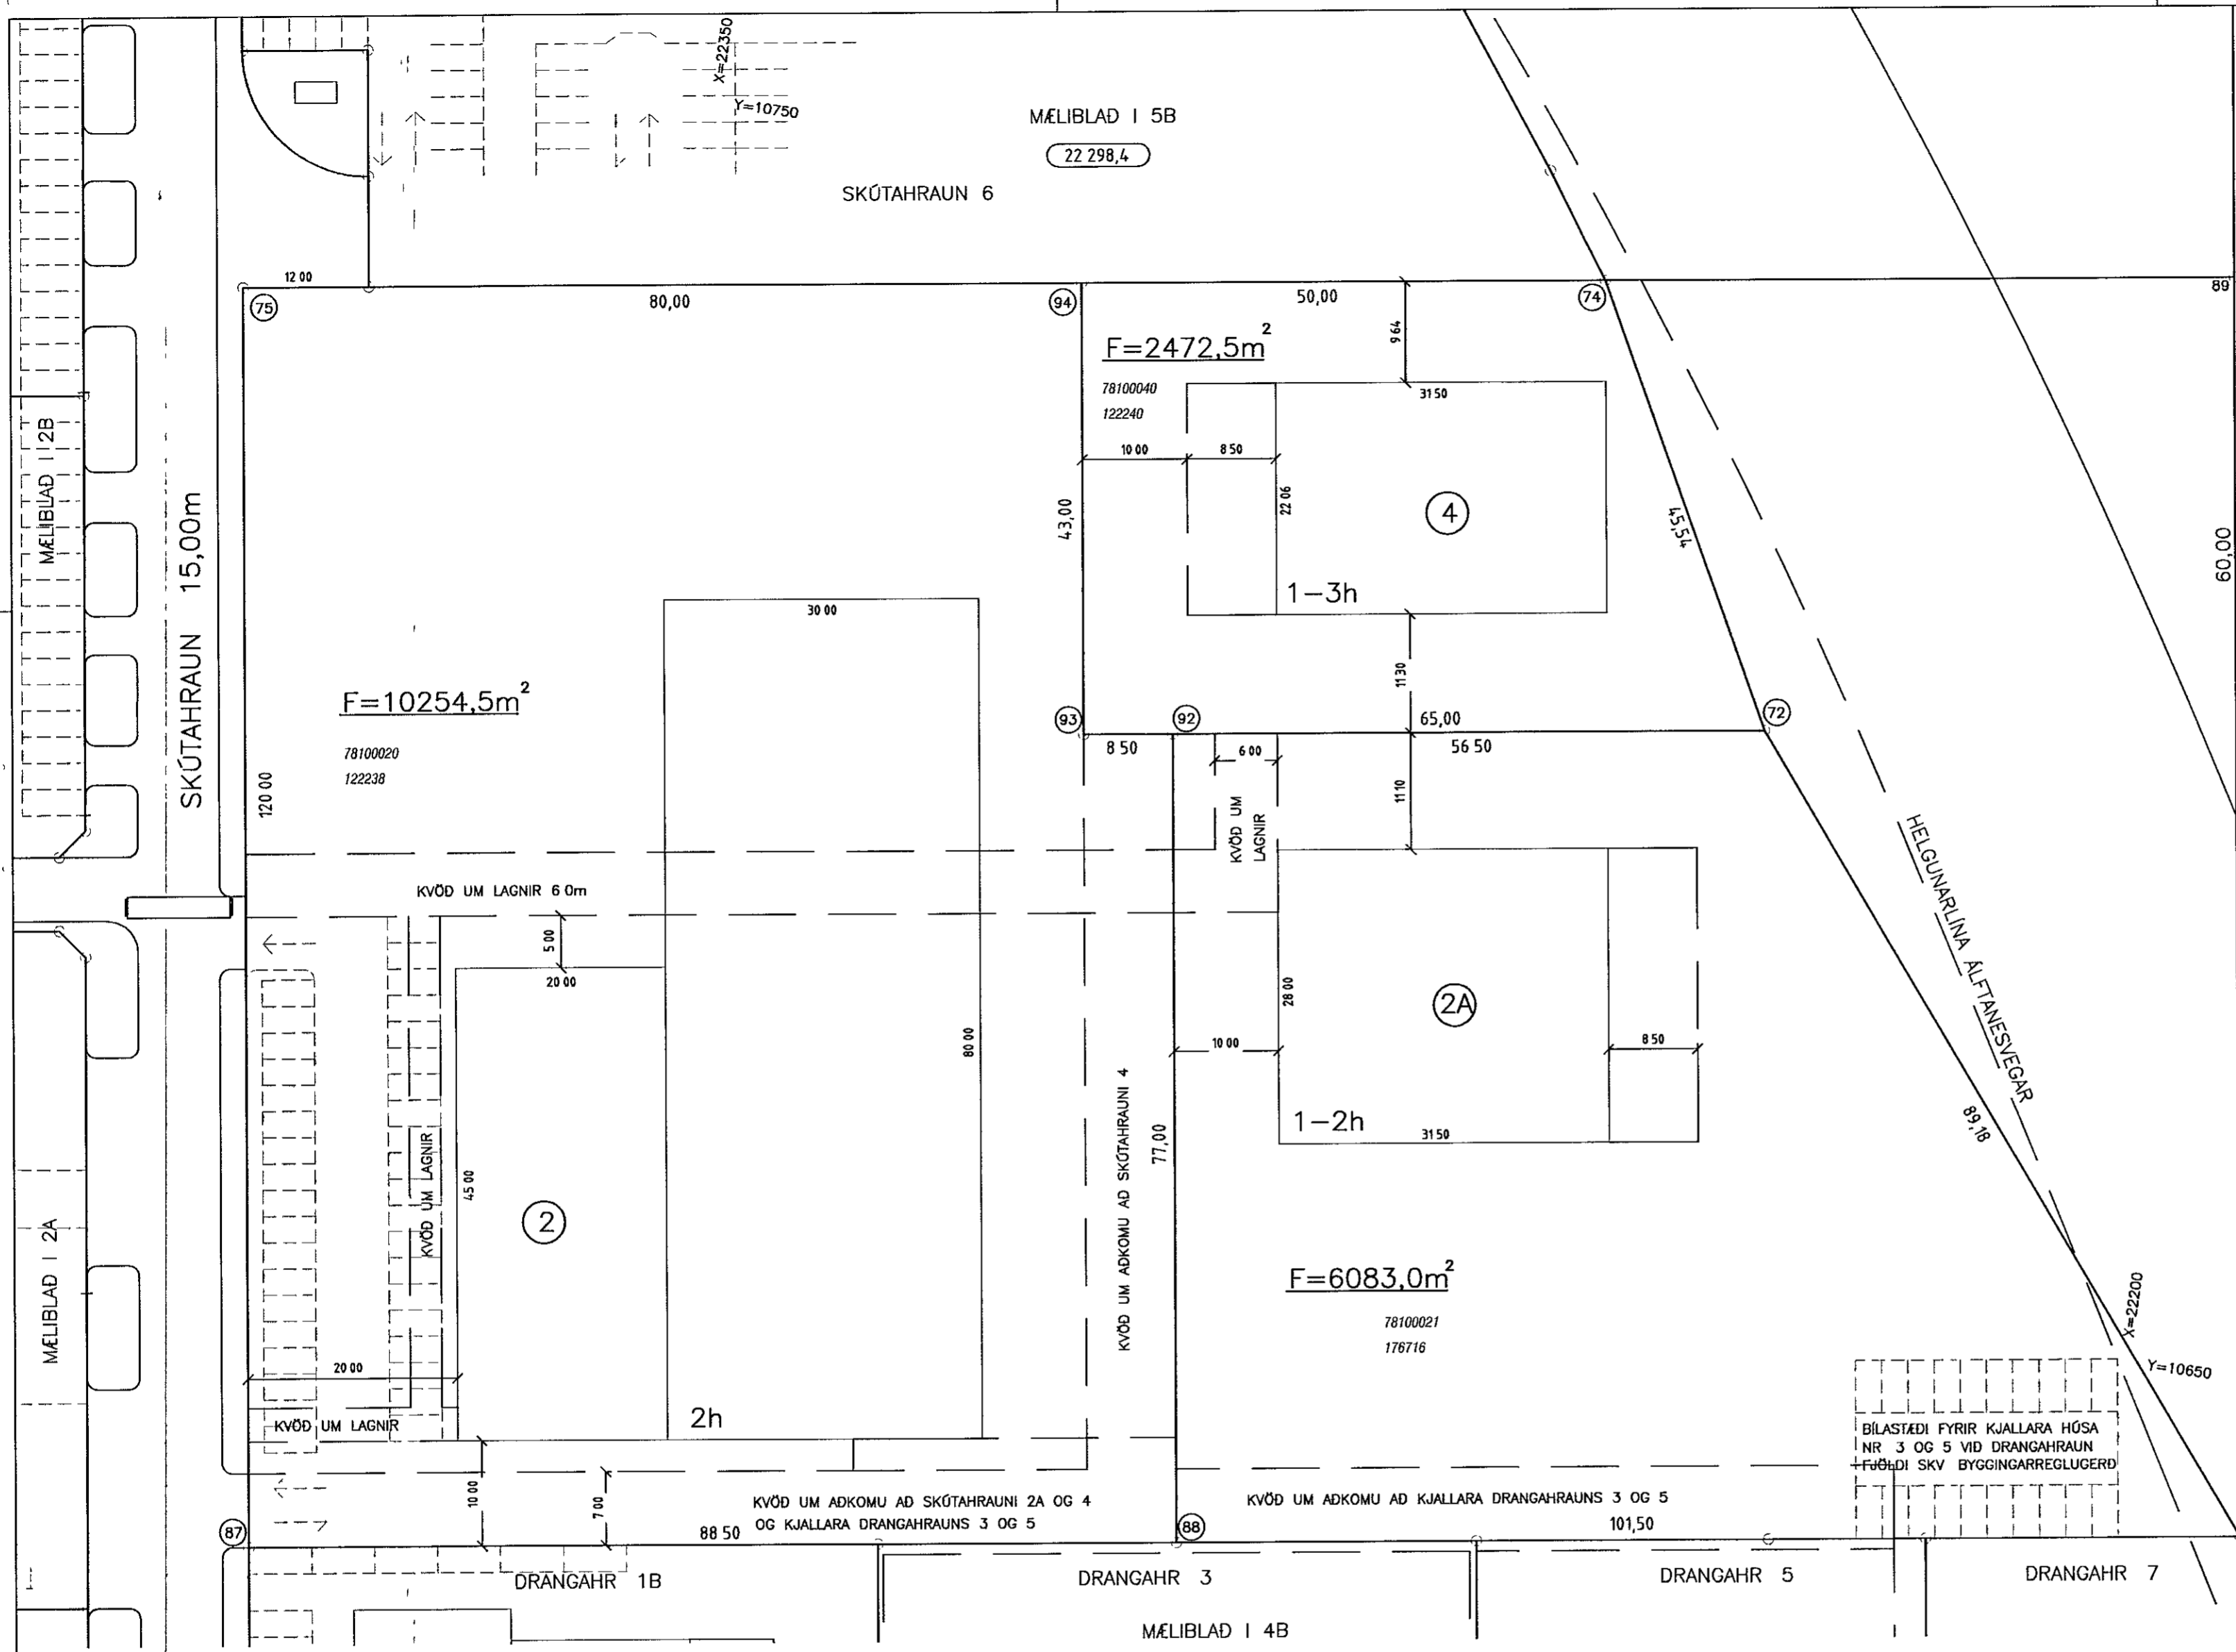 X=22350
Y=10750
MÆLIBLAÐ I 5B
22 298,4
SKÚTAHRAUN 6
12 00
75
80,00
94
50,00
74
89
F=2472,5m²
78100040
122240
9 64
31 50
10 00
8 50
22 06
4
43,00
45,54
60,00
1-3h
11 30
MÆLIBLAÐ I 2B
SKÚTAHRAUN 15,00m
30 00
F=10254,5m²
78100020
122238
120 00
93
92
65,00
72
8 50
6 00
56 50
11 10
KVÖÐ UM
LAGNIR
KVÖÐ UM LAGNIR 6 0m
5 00
20 00
HELGUNARLÍNA ÁLFTANESVEGAR
28 00
2A
10 00
8 50
80 00
1-2h
31 50
89,18
KVÖÐ UM AÐKOMU AÐ SKÚTAHRAUNI 4
77,00
KVÖÐ UM LAGNIR
45 00
2
MÆLIBLAÐ I 2A
F=6083,0m²
78100021
176716
X=22200
Y=10650
20 00
KVÖÐ UM LAGNIR
2h
BÍLASTÆÐI FYRIR KJALLARA HÚSA
NR 3 OG 5 VIÐ DRANGAHRAUN
FJÖLDI SKV BYGGINGARREGLUGERÐ
10 00
7 00
KVÖÐ UM AÐKOMU AÐ SKÚTAHRAUNI 2A OG 4
OG KJALLARA DRANGAHRAUNS 3 OG 5
KVÖÐ UM AÐKOMU AÐ KJALLARA DRANGAHRAUNS 3 OG 5
87
88 50
88
101,50
DRANGAHR 1B
DRANGAHR 3
DRANGAHR 5
DRANGAHR 7
MÆLIBLAÐ I 4B